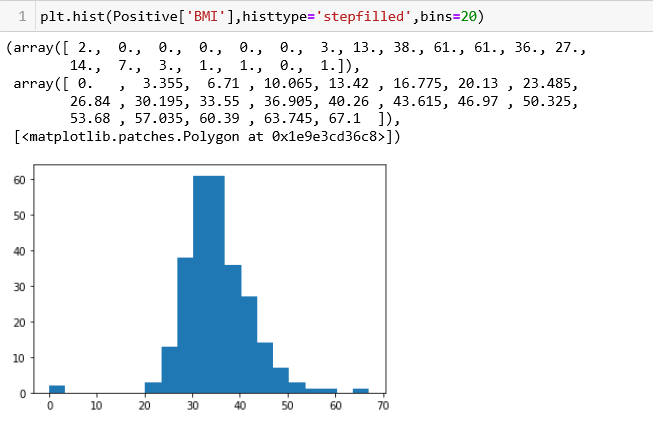 1 plt.hist(Positive['BMI'],histtype='stepfilled',bins=20)
(array([ 2.,  0.,  0.,  0.,  0.,  0.,  3., 13., 38., 61., 61., 36., 27.,
        14.,  7.,  3.,  1.,  1.,  0.,  1.]),
 array([ 0.   ,  3.355,  6.71 , 10.065, 13.42 , 16.775, 20.13 , 23.485,
        26.84 , 30.195, 33.55 , 36.905, 40.26 , 43.615, 46.97 , 50.325,
        53.68 , 57.035, 60.39 , 63.745, 67.1  ]),
 [<matplotlib.patches.Polygon at 0x1e9e3cd36c8>])
60
50
40
30
20
10
0
0 10 20 30 40 50 60 70